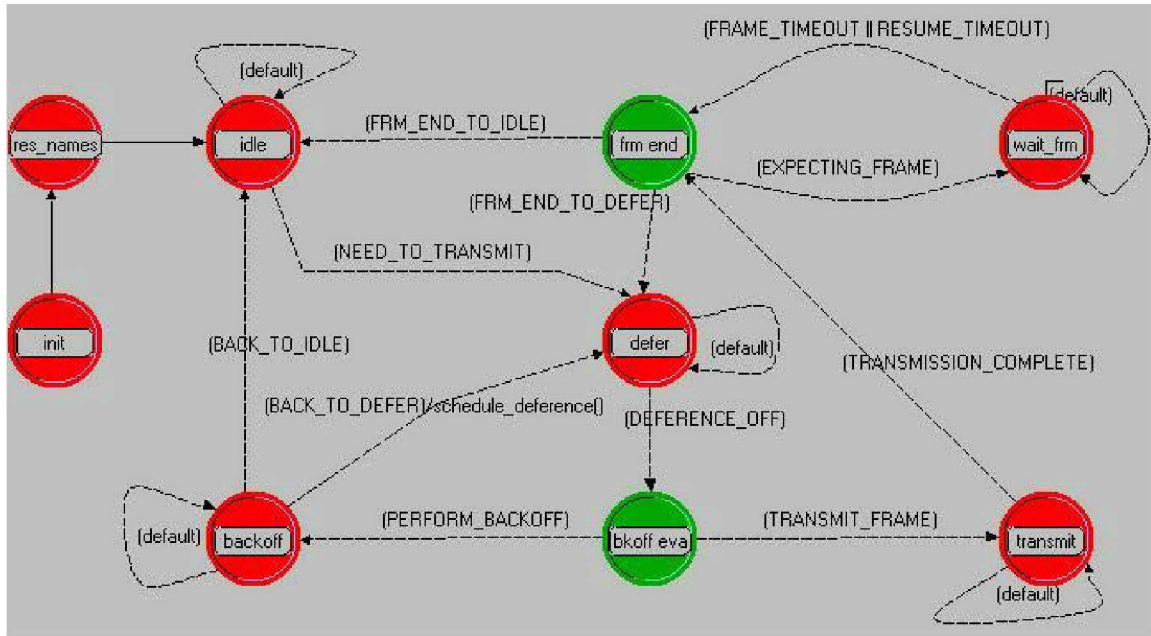 (FRAME_TIMEOUT || RESUME_TIMEOUT)
(default)
(default)
(FRM_END_TO_IDLE)
res_names
idle
frm end
wait_frm
(EXPECTING_FRAME)
(FRM_END_TO_DEFER)
(NEED_TO_TRANSMIT)
init
defer
(BACK_TO_IDLE)
(default)
(TRANSMISSION_COMPLETE)
(BACK_TO_DEFER)/schedule_deference()
(DEFERENCE_OFF)
(PERFORM_BACKOFF)
(TRANSMIT_FRAME)
(default)
backoff
bkoff eva
transmit
(default)